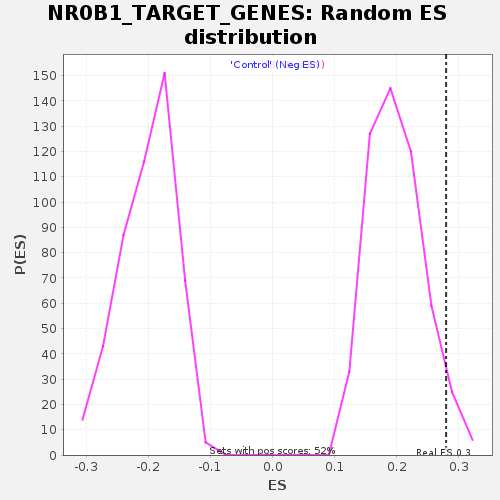 NR0B1_TARGET_GENES: Random ES
distribution
'Control' (Neg ES))
150
140
130
120
110
100
90
80
70
60
50
40
30
20
10
0
P(ES)
Sets with pos scores: 52%
Real ES 0.3
-0.3 -0.2 -0.1 0.0 0.1 0.2 0.3
ES